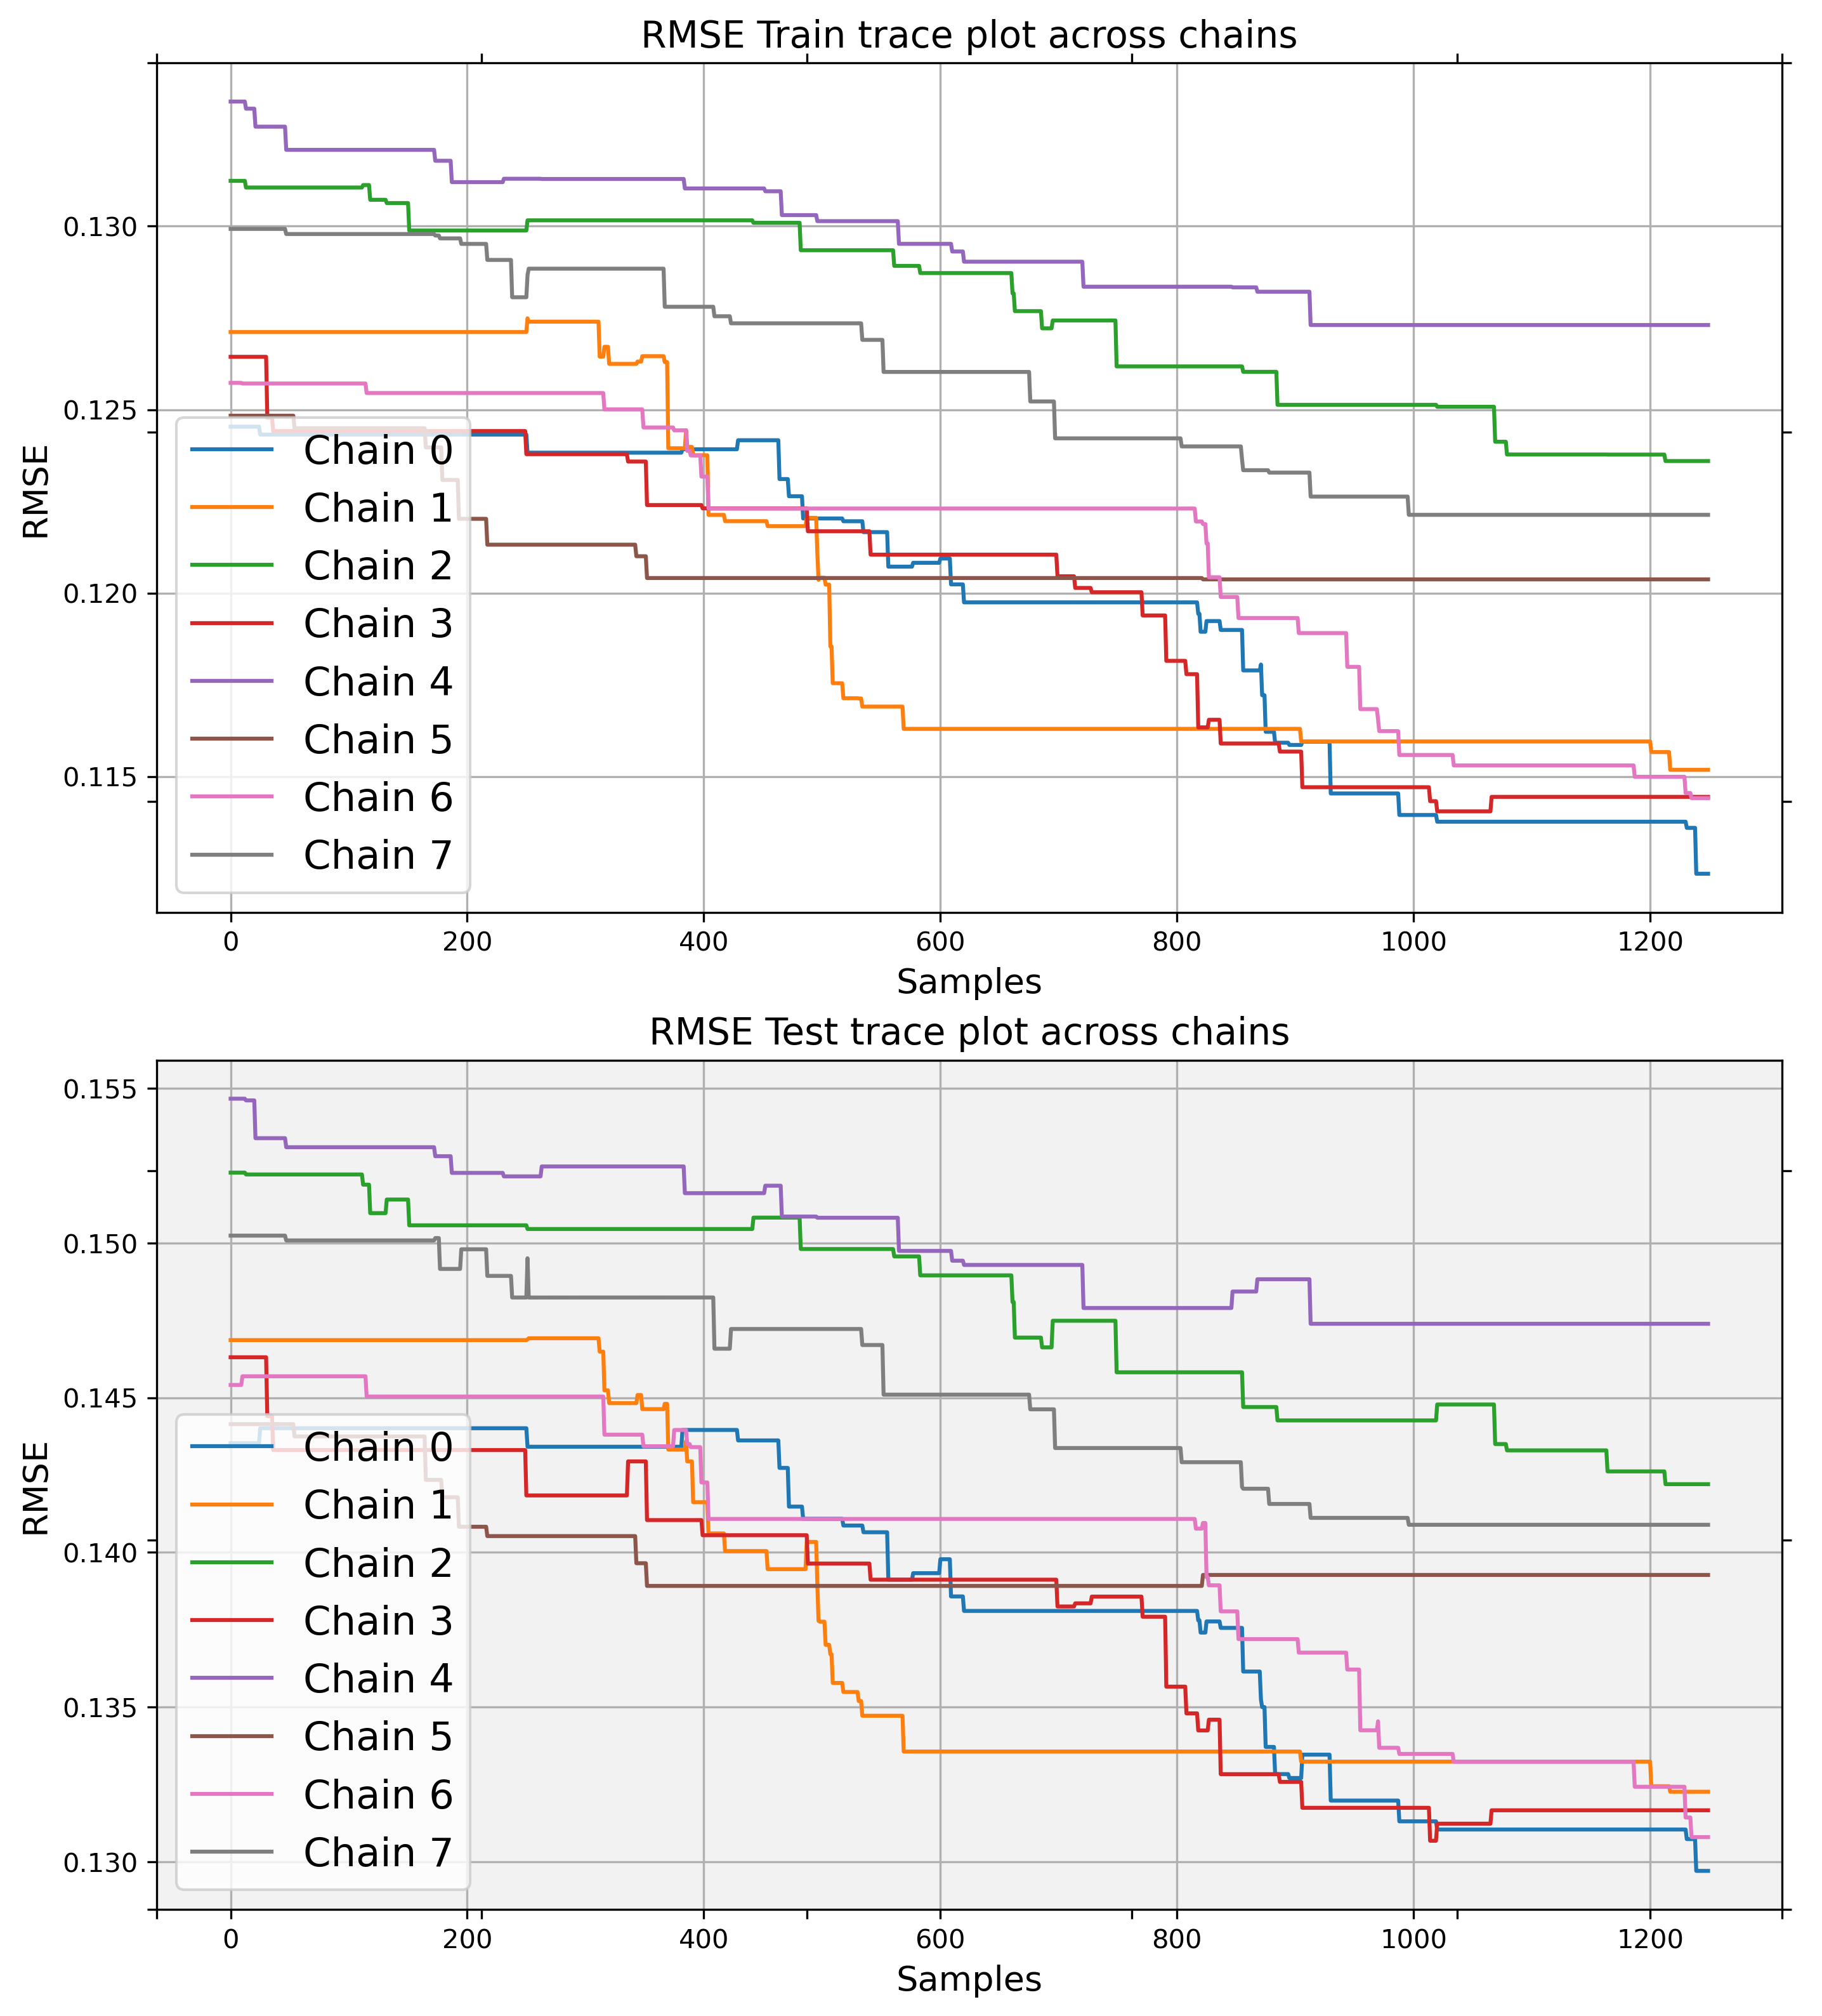 RMSE Train trace plot across chains
0.130
0.125
0.120
0.115
RMSE
Chain 0
Chain 1
Chain 2
Chain 3
Chain 4
Chain 5
Chain 6
Chain 7
0 200 400 600 800 1000 1200
Samples
RMSE Test trace plot across chains
0.155
0.150
0.145
0.140
0.135
0.130
RMSE
Chain 0
Chain 1
Chain 2
Chain 3
Chain 4
Chain 5
Chain 6
Chain 7
0 200 400 600 800 1000 1200
Samples